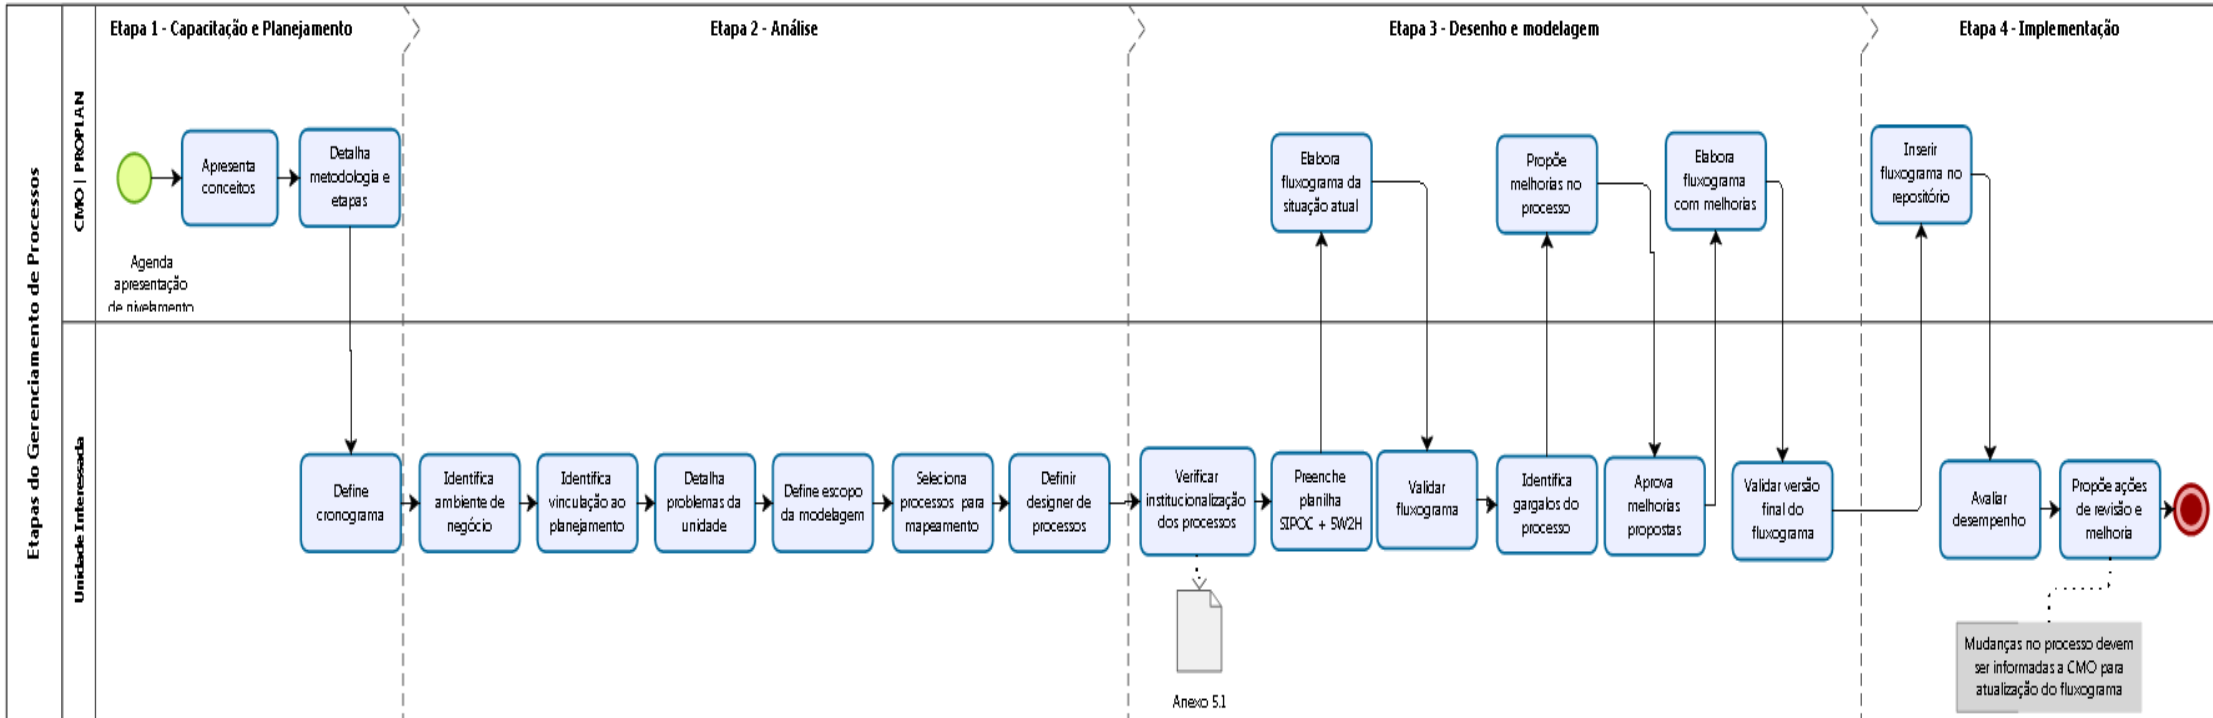 Etapas do Gerenciamento de Processos
Etapa 1 - Capacitação e Planejamento
Etapa 2 - Análise
Etapa 3 - Desenho e modelagem
Etapa 4 - Implementação
CMO | PROPLAN
Agenda
apresentação
de nivelamento
Apresenta
conceitos
Detalha
metodologia e
etapas
Elabora
fluxograma da
situação atual
Propõe
melhorias no
processo
Elabora
fluxograma
com melhorias
Inserir
fluxograma no
repositório
Unidade Interessada
Define
cronograma
Identifica
ambiente de
negócio
Identifica
vinculação ao
planejamento
Detalha
problemas da
unidade
Define escopo
da modelagem
Seleciona
processos para
mapeamento
Definir
designer de
processos
Verificar
institucionalização
dos processos
Preenche
planilha
SIPOC + 5W2H
Validar
fluxograma
Identifica
gargalos do
processo
Aprova
melhorias
propostas
Validar versão
final do
fluxograma
Avaliar
desempenho
Propõe ações
de revisão e
melhoria
Anexo 5.1
Mudanças no processo devem
ser informadas a CMO para
atualização do fluxograma